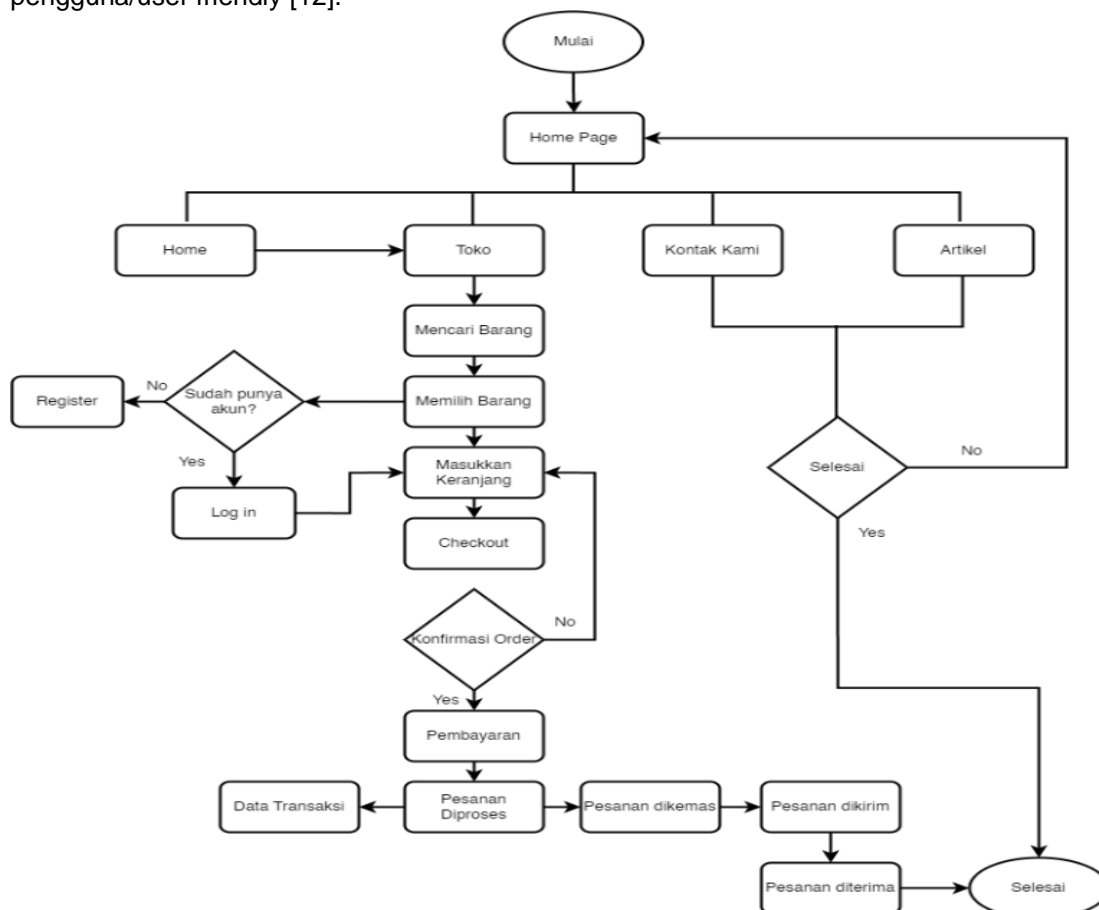 pengguna/user friendly [12].
Mulai
Home Page
Home
Toko
Kontak Kami
Artikel
Mencari Barang
Register
No
Sudah punya
akun?
Memilih Barang
Yes
Log in
Masukkan
Keranjang
Selesai
No
Checkout
Yes
Konfirmasi Order
No
Yes
Pembayaran
Data Transaksi
Pesanan
Diproses
Pesanan dikemas
Pesanan dikirim
Pesanan diterima
Selesai